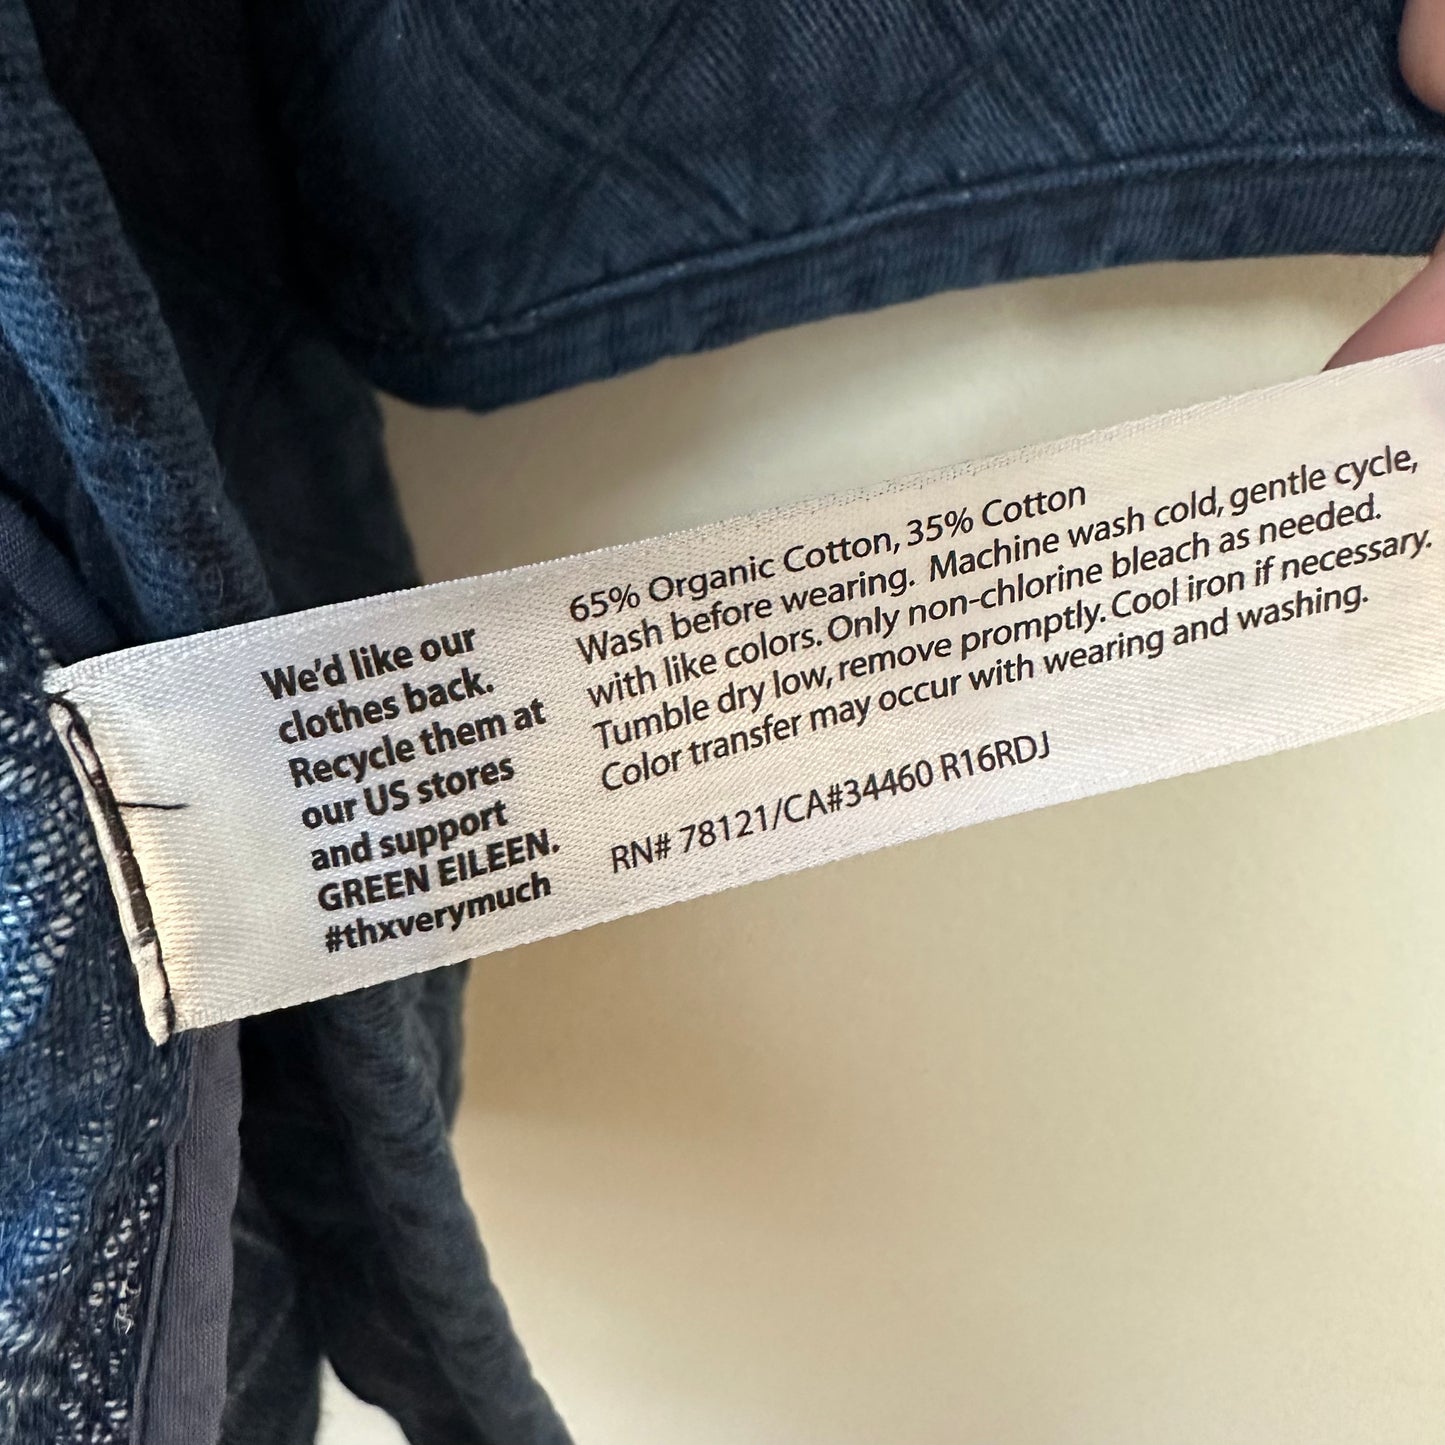 We'd like our
clothes back.
Recycle them at
our US stores
and support
GREEN EILEEN.
#thxverymuch
65% Organic Cotton, 35% Cotton
Wash before wearing. Machine wash cold, gentle cycle,
with like colors. Only non-chlorine bleach as needed.
Tumble dry low, remove promptly. Cool iron if necessary.
Color transfer may occur with wearing and washing.
RN# 78121/CA#34460 R16RDJ